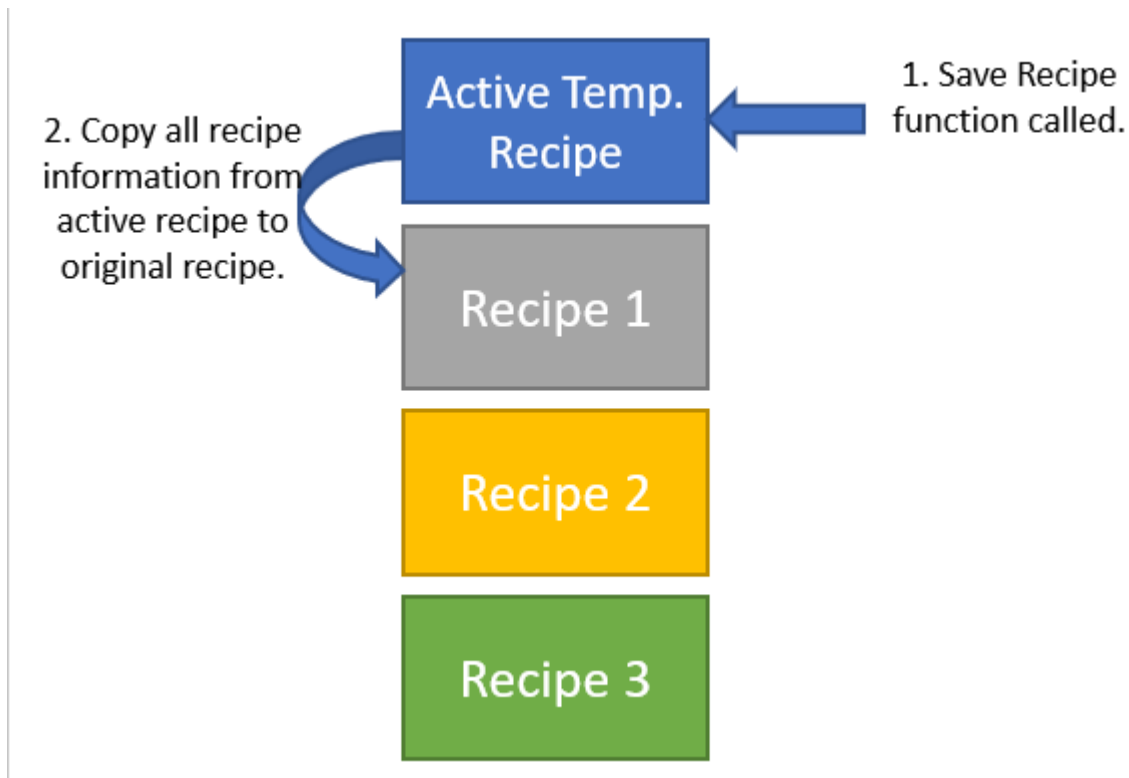 Active Temp.
Recipe
1. Save Recipe
function called.
2. Copy all recipe
information from
active recipe to
original recipe.
Recipe 1
Recipe 2
Recipe 3